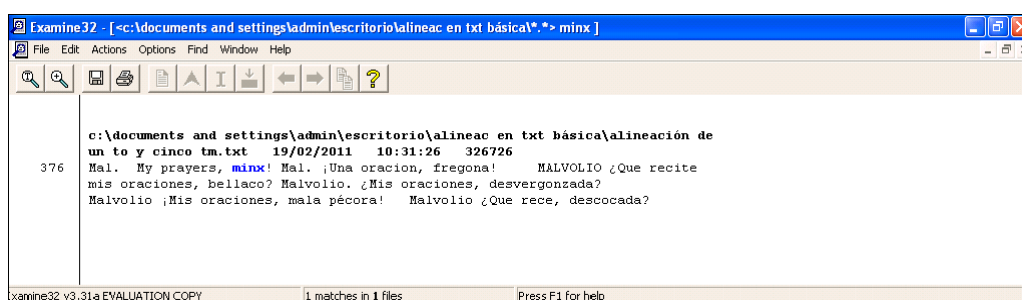 Examine32 - [<c:\documents and settings\admin\escritorio\alineac en txt básica\*.*> minx ]
File Edit Actions Options Find Window Help
c:\documents and settings\admin\escritorio\alineac en txt básica\alineación de
un to y cinco tm.txt 19/02/2011 10:31:26 326726
376 Mal. My prayers, minx! Mal. ¡Una oracion, fregona! MALVOLIO ¿Que recite
mis oraciones, bellaco? Malvolio. ¿Mis oraciones, desvergonzada?
Malvolio ¡Mis oraciones, mala pécora! Malvolio ¿Que rece, descocada?
xamine32 v3.31a EVALUATION COPY 1 matches in 1 files Press F1 for help